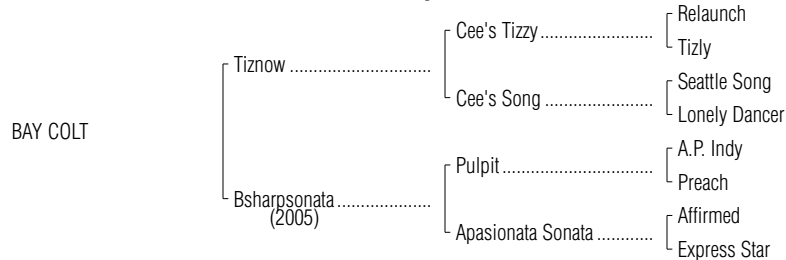 Relaunch
Cee's Tizzy.......................
Tizly
Tiznow .............................
Seattle Song
Cee's Song .......................
Lonely Dancer
BAY COLT
A.P. Indy
Pulpit................................
Preach
Bsharpsonata....................
(2005)
Affirmed
Apasionata Sonata ............
Express Star